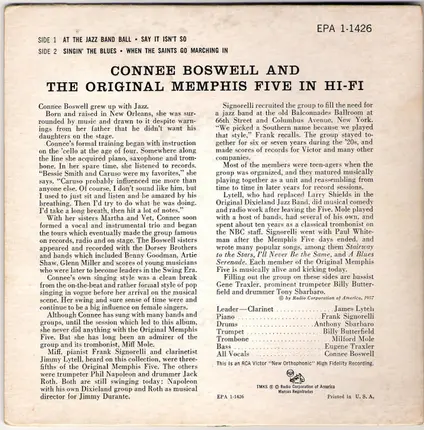 EPA 1-1426
SIDE 1 AT THE JAZZ BAND BALL • SAY IT ISN'T SO
SIDE 2 SINGIN' THE BLUES • WHEN THE SAINTS GO MARCHING IN
CONNEE BOSWELL AND
THE ORIGINAL MEMPHIS FIVE IN HI-FI
Connee Boswell grew up with Jazz.
Born and raised in New Orleans, she was sur-
rounded by music and drawn to it despite warn-
ings from her father that he didn't want his
daughters on the stage.
Connee's formal training began with instruction
on the 'cello at the age of four. Somewhere along
the line she acquired piano, saxophone and trom-
bone. In her spare time, she listened to records.
"Bessie Smith and Caruso were my favorites," she
says. "Caruso probably influenced me more than
anyone else. Of course, I don't sound like him, but
I used to just sit and listen and be amazed by his
breathing. Then I'd try to do what he was doing.
I'd take a long breath, then hit a lot of notes."
With her sisters Martha and Vet, Connee soon
formed a vocal and instrumental trio and began
the tours which eventually made the group famous
on records, radio and on stage. The Boswell sisters
appeared and recorded with the Dorsey Brothers
and bands which included Benny Goodman, Artie
Shaw, Glenn Miller and scores of young musicians
who were later to become leaders in the Swing Era.
Connee's own singing style was a clean break
from the on-the-beat and rather forced style of pop
singing in vogue before her arrival on the musical
scene. Her swing and sure sense of time were and
continue to be a big influence on female singers.
Although Connee has sung with many bands and
groups, until the session which led to this album,
she never did anything with the Original Memphis
Five. But she has long been an admirer of the
group and its trombonist, Miff Mole.
Miff, pianist Frank Signorelli and clarinetist
Jimmy Lytell, heard on this collection, were three-
fifths of the Original Memphis Five. The others
were trumpeter Phil Napoleon and drummer Jack
Roth. Both are still swinging today: Napoleon
with his own Dixieland group and Roth as musical
director for Jimmy Durante.
Signorelli recruited the group to fill the need for
a jazz band at the old Balconnades Ballroom at
66th Street and Columbus Avenue, New York.
"We picked a Southern name because we played
that style," Frank recalls. The group stayed to-
gether for six or seven years during the '20s, and
made scores of records for Victor and many other
companies.
Most of the members were teen-agers when the
group was organized, and they matured musically
playing together as a unit and reassembling from
time to time in later years for record sessions.
Lytell, who had replaced Larry Shields in the
Original Dixieland Jazz Band, did musical comedy
and radio work after leaving the Five. Mole played
with a host of bands, had several of his own, and
spent about ten years as a classical trombonist on
the NBC staff. Signorelli went with Paul White-
man after the Memphis Five days ended, and
wrote many popular songs, among them Stairway
to the Stars, I'll Never Be the Same, and A Blues
Serenade. Each member of the Original Memphis
Five is musically alive and kicking today.
Filling out the group on these sides are bassist
Gene Traxler, prominent trumpeter Billy Butter-
field and drummer Tony Sbarbaro.
© by Radio Corporation of America, 1957
Leader—Clarinet . . . . . . . . James Lytell
Piano . . . . . . . . Frank Signorelli
Drums . . . . . . . . Anthony Sbarbaro
Trumpet . . . . . . . . Billy Butterfield
Trombone . . . . . . . . Milford Mole
Bass . . . . . . . . Eugene Traxler
All Vocals . . . . . . . . Connee Boswell
This is an RCA Victor "New Orthophonic" High Fidelity Recording.
TMKS ® © Radio Corporation of America
Marcas Registradas
EPA 1-1426
Printed in U. S. A.